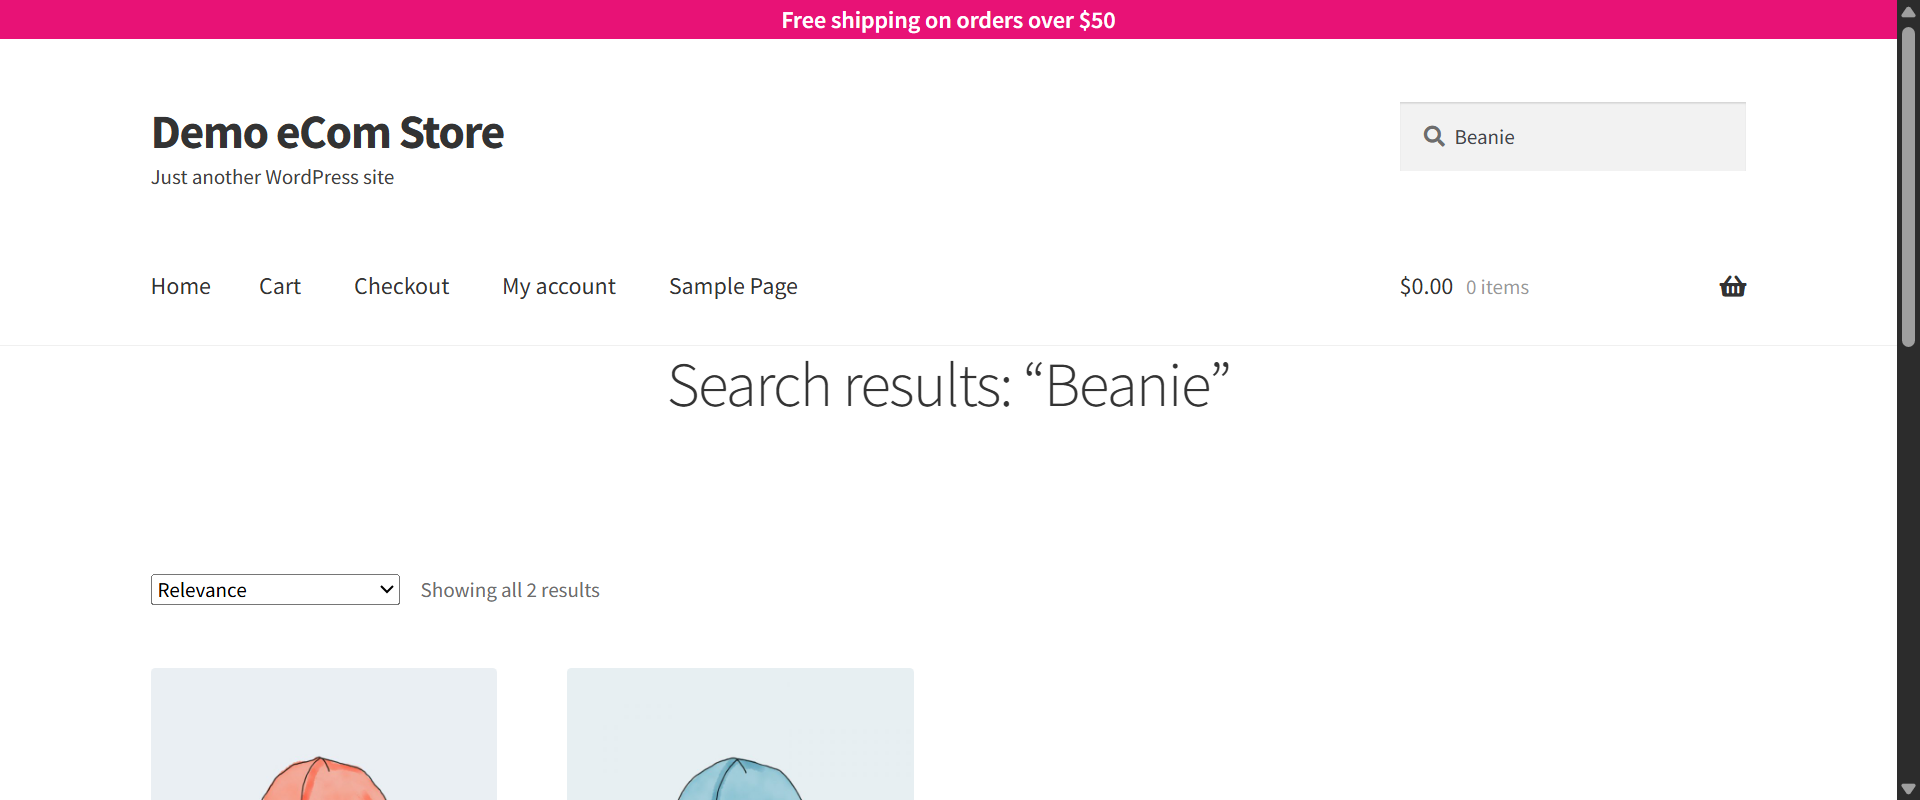 Free shipping on orders over $50
Demo eCom Store
Just another WordPress site
Beanie
Home
Cart
Checkout
My account
Sample Page
$0.00 0 items
Search results: “Beanie”
Relevance
Showing all 2 results